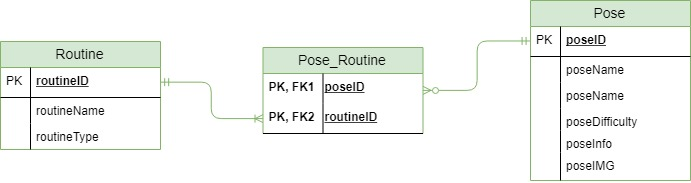 Routine
PK routineID
routineName
routineType
Pose_Routine
PK, FK1 poseID
PK, FK2 routineID
Pose
PK poseID
poseName
poseName
poseDifficulty
poseInfo
poseIMG